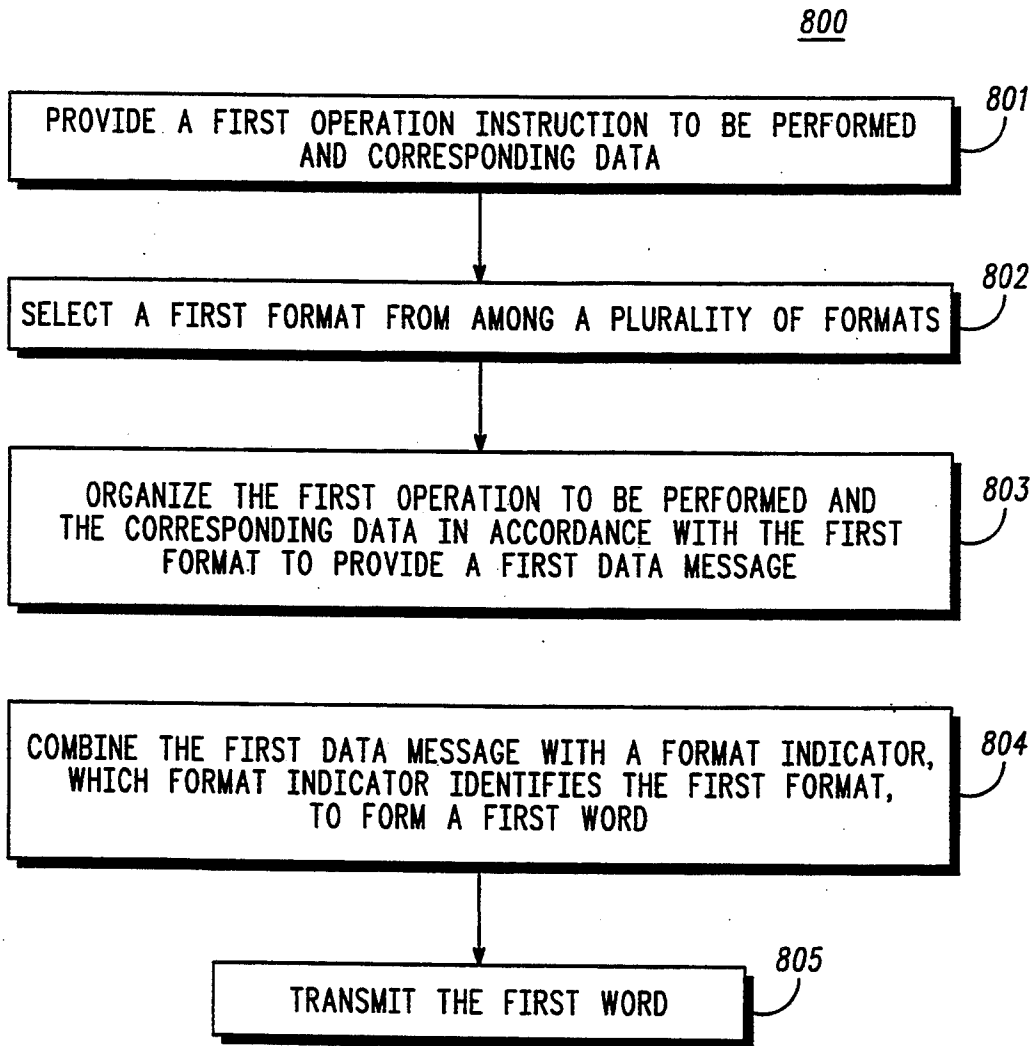 800
PROVIDE A FIRST OPERATION INSTRUCTION TO BE PERFORMED
AND CORRESPONDING DATA
801
SELECT A FIRST FORMAT FROM AMONG A PLURALITY OF FORMATS
802
ORGANIZE THE FIRST OPERATION TO BE PERFORMED AND
THE CORRESPONDING DATA IN ACCORDANCE WITH THE FIRST
FORMAT TO PROVIDE A FIRST DATA MESSAGE
803
COMBINE THE FIRST DATA MESSAGE WITH A FORMAT INDICATOR,
WHICH FORMAT INDICATOR IDENTIFIES THE FIRST FORMAT,
TO FORM A FIRST WORD
804
TRANSMIT THE FIRST WORD
805